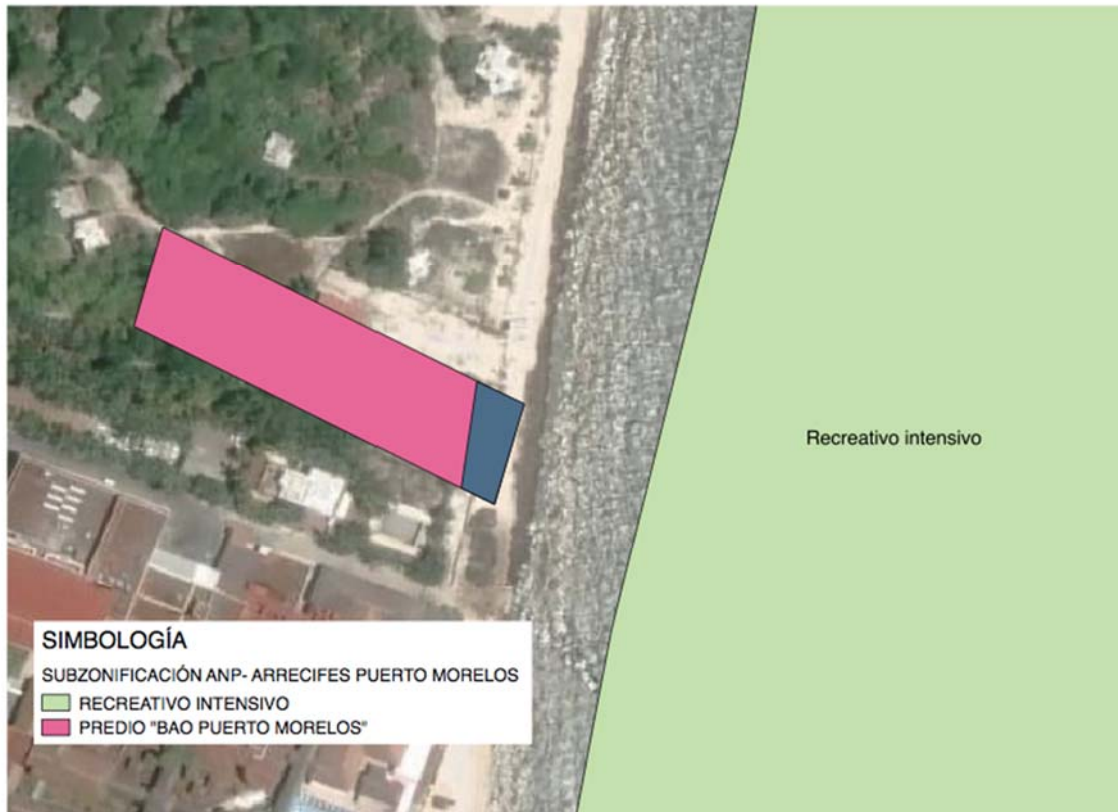 Recreativo intensivo
SIMBOLOGÍA
SUBZONIFICACIÓN ANP- ARRECIFES PUERTO MORELOS
RECREATIVO INTENSIVO
PREDIO "BAO PUERTO MORELOS"